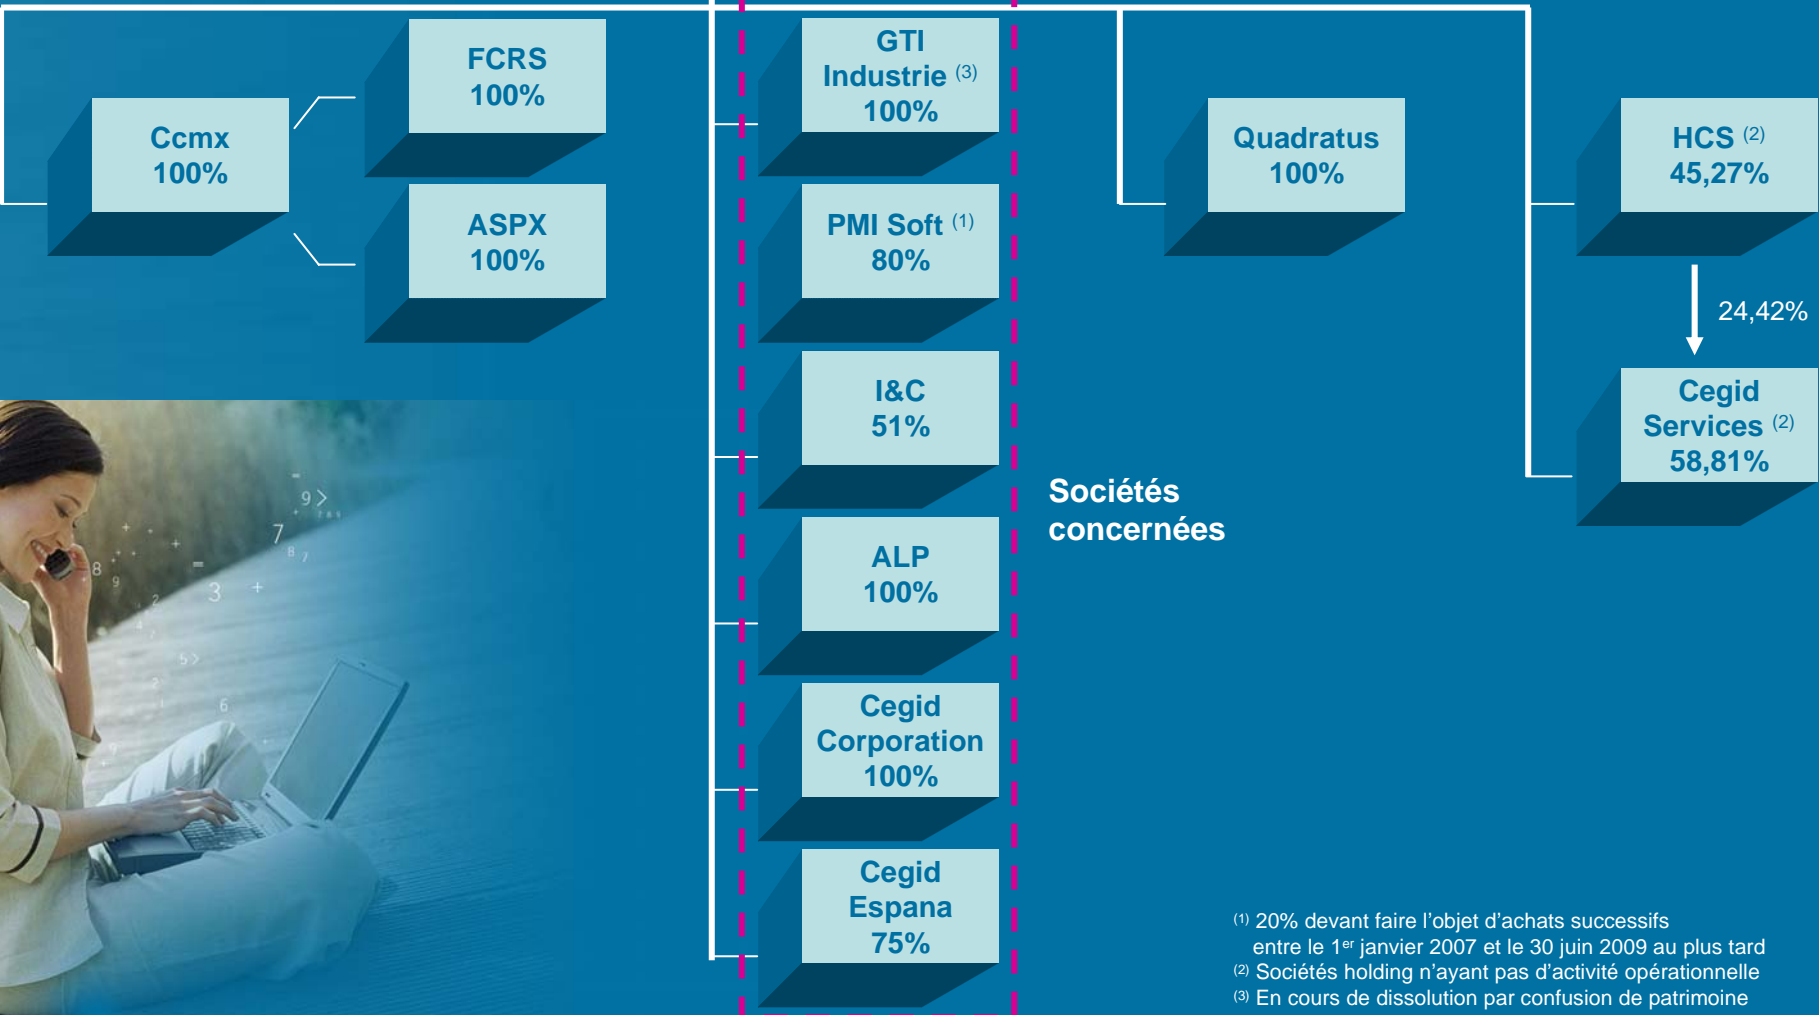 FCRS
100%
GTI
Industrie (3)
100%
Ccmx
100%
Quadratus
100%
HCS (2)
45,27%
ASPX
100%
PMI Soft (1)
80%
24,42%
I&C
51%
Cegid
Services (2)
58,81%
Sociétés
concernées
ALP
100%
Cegid
Corporation
100%
Cegid
Espana
75%
(1) 20% devant faire l'objet d'achats successifs
entre le 1er janvier 2007 et le 30 juin 2009 au plus tard
(2) Sociétés holding n'ayant pas d'activité opérationnelle
(3) En cours de dissolution par confusion de patrimoine